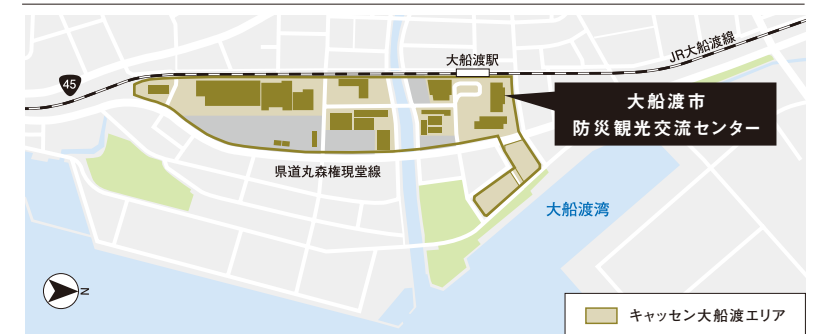 大船渡駅
JR大船渡線
45
大船渡市
防災観光交流センター
県道丸森権現堂線
大船渡湾
N
キャッセン大船渡エリア